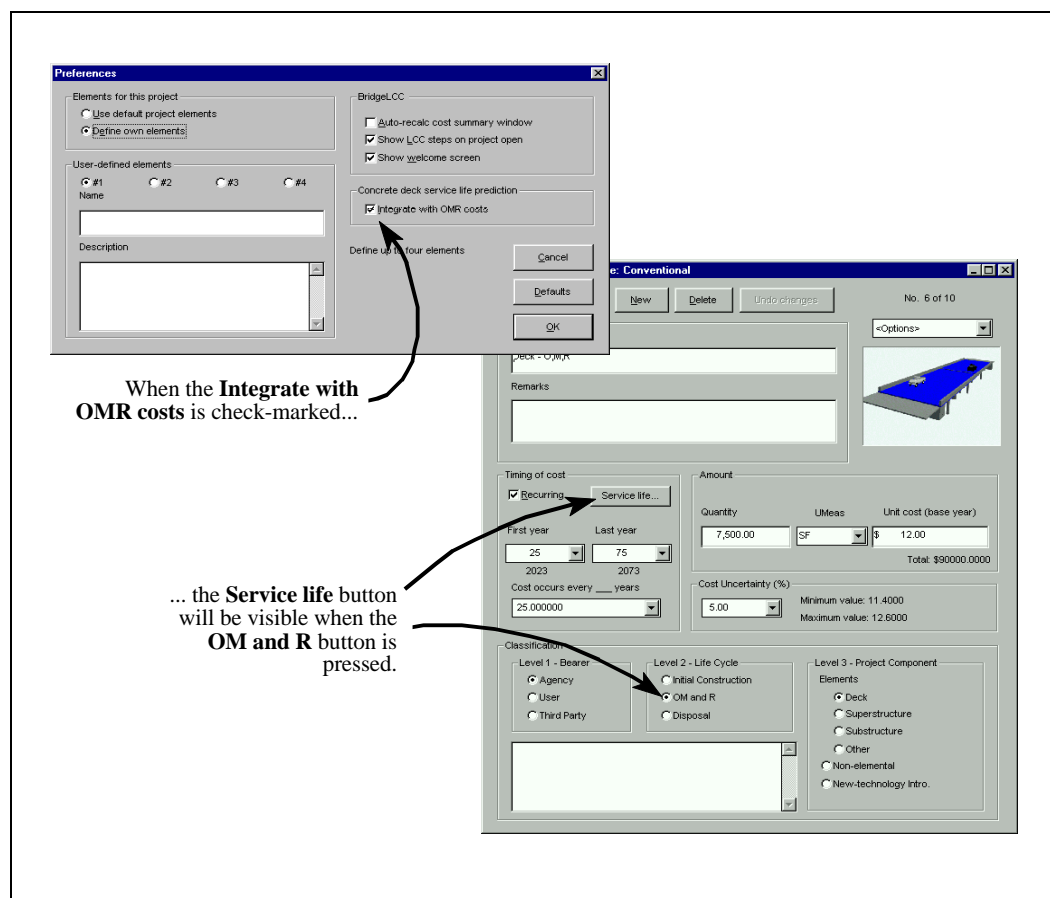 Preferences
Elements for this project
Use default project elements
Define own elements
User-defined elements
#1 #2 #3 #4
Name
Description
BridgeLCC
Auto-recalc cost summary window
Show LCC steps on project open
Show welcome screen
Concrete deck service life prediction
Integrate with OMR costs
Define up to four elements
Cancel
Defaults
OK
When the Integrate with
OMR costs is check-marked...
... the Service life button
will be visible when the
OM and R button is
pressed.
e: Conventional
New Delete Undo changes No. 6 of 10
<Options>
Deck - O,M,R
Remarks
Timing of cost
Recurring Service life...
First year Last year
25 75
2023 2073
Cost occurs every ___ years
25.000000
Amount
Quantity UMeas Unit cost (base year)
7,500.00 SF $ 12.00
Total: $90000.0000
Cost Uncertainty (%)
5.00 Minimum value: 11.4000
Maximum value: 12.6000
Classification
Level 1 - Bearer
Agency
User
Third Party
Level 2 - Life Cycle
Initial Construction
OM and R
Disposal
Level 3 - Project Component
Elements
Deck
Superstructure
Substructure
Other
Non-elemental
New-technology Intro.